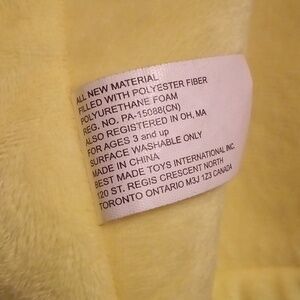 ALL NEW MATERIAL
FILLED WITH POLYESTER FIBER
POLYURETHANE FOAM
REG. NO. PA-15088(CN)
ALSO REGISTERED IN OH, MA
FOR AGES 3 and up
SURFACE WASHABLE ONLY
MADE IN CHINA
BEST MADE TOYS INTERNATIONAL INC.
120 ST. REGIS CRESCENT NORTH
TORONTO ONTARIO M3J 1Z3 CANADA